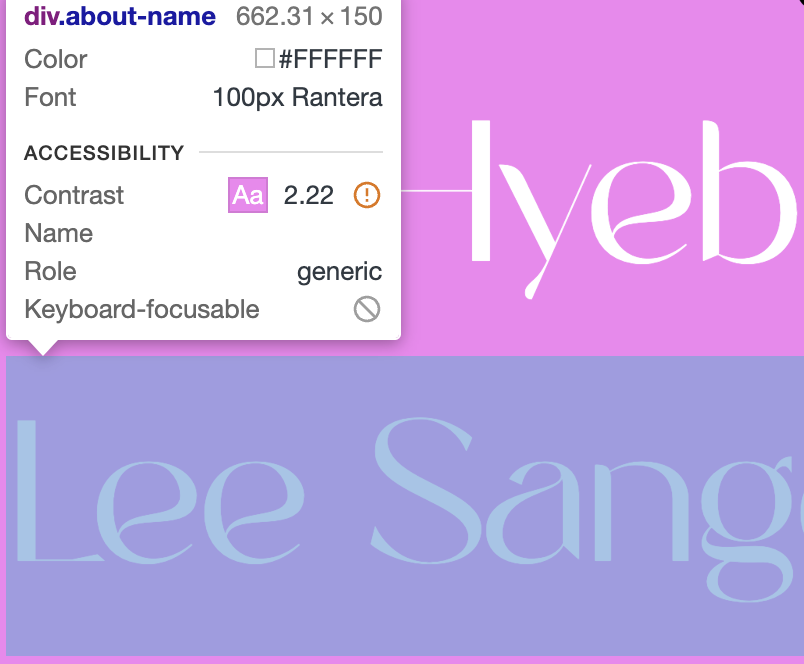 div.about-name 662.31 × 150
Color #FFFFFF
Font 100px Rantera
ACCESSIBILITY
Contrast Aa 2.22
Name
Role generic
Keyboard-focusable
Hyeb
Lee Sang